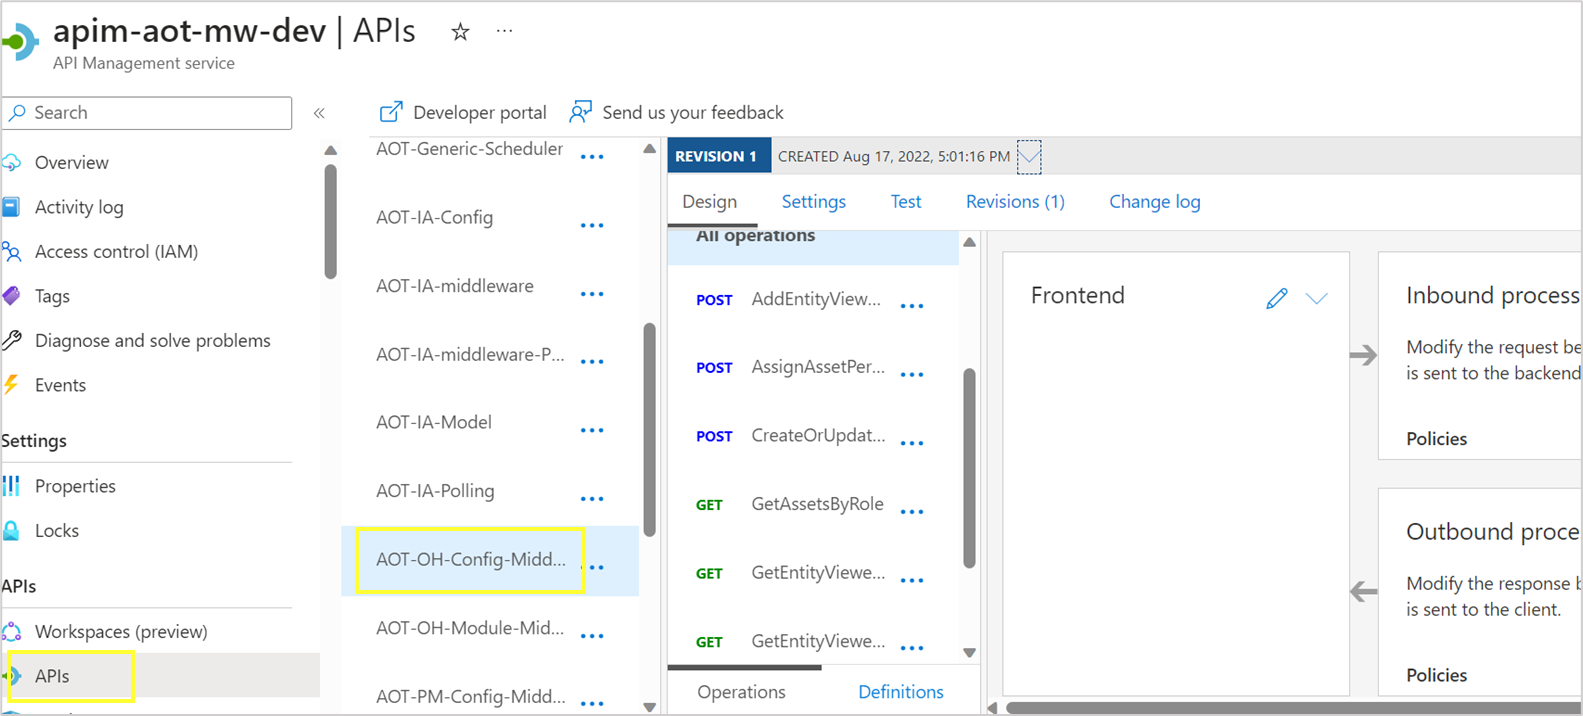 apim-aot-mw-dev | APIs
API Management service
Search
Developer portal
Send us your feedback
Overview
Activity log
Access control (IAM)
Tags
Diagnose and solve problems
Events
Settings
Properties
Locks
APIs
Workspaces (preview)
APIs
AOT-Generic-Scheduler
AOT-IA-Config
AOT-IA-middleware
AOT-IA-middleware-P...
AOT-IA-Model
AOT-IA-Polling
AOT-OH-Config-Midd...
AOT-OH-Module-Mid...
AOT-PM-Config-Midd...
REVISION 1 CREATED Aug 17, 2022, 5:01:16 PM
Design Settings Test Revisions (1) Change log
All operations
POST AddEntityView...
POST AssignAssetPer...
POST CreateOrUpdat...
GET GetAssetsByRole
GET GetEntityViewe...
GET GetEntityViewe...
Operations Definitions
Frontend
Inbound process
Modify the request be
is sent to the backend
Policies
Outbound proce
Modify the response b
is sent to the client.
Policies